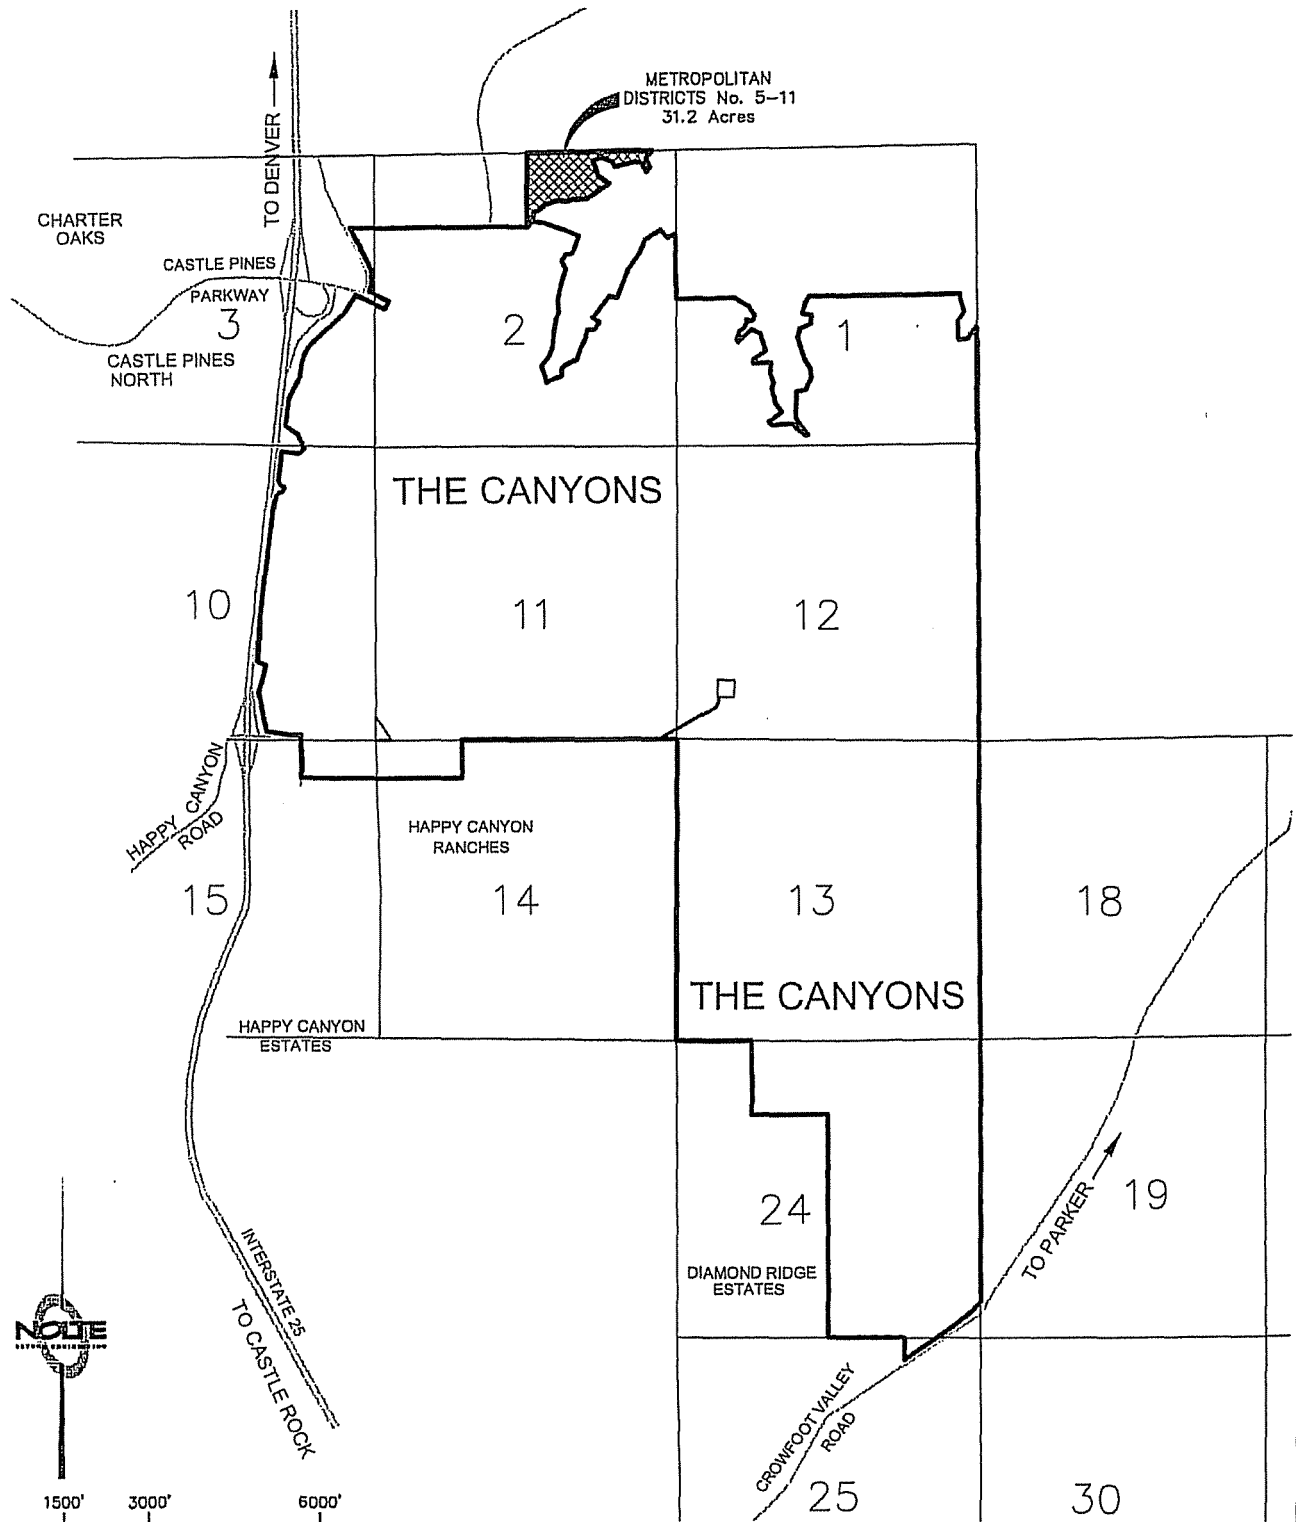 METROPOLITAN
DISTRICTS No. 5-11
31.2 Acres
TO DENVER
CHARTER
OAKS
CASTLE PINES
PARKWAY
3
2
1
CASTLE PINES
NORTH
THE CANYONS
10
11
12
HAPPY CANYON
ROAD
HAPPY CANYON
RANCHES
15
14
13
18
THE CANYONS
HAPPY CANYON
ESTATES
24
19
TO PARKER
DIAMOND RIDGE
ESTATES
INTERSTATE 25
TO CASTLE ROCK
NOLTE
CROWFOOT VALLEY
ROAD
25
30
1500'
3000'
6000'